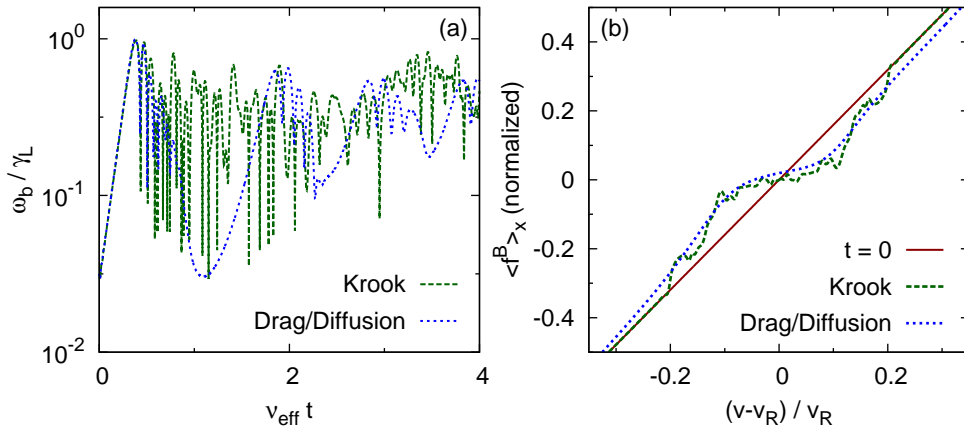 (a)
10^0
10^-1
10^-2
ω_b / γ_L
Krook
Drag/Diffusion
0
2
4
ν_eff t
(b)
0.4
0.2
0
-0.2
-0.4
<f^B>_x (normalized)
t = 0
Krook
Drag/Diffusion
-0.2
0
0.2
(v-v_R) / v_R